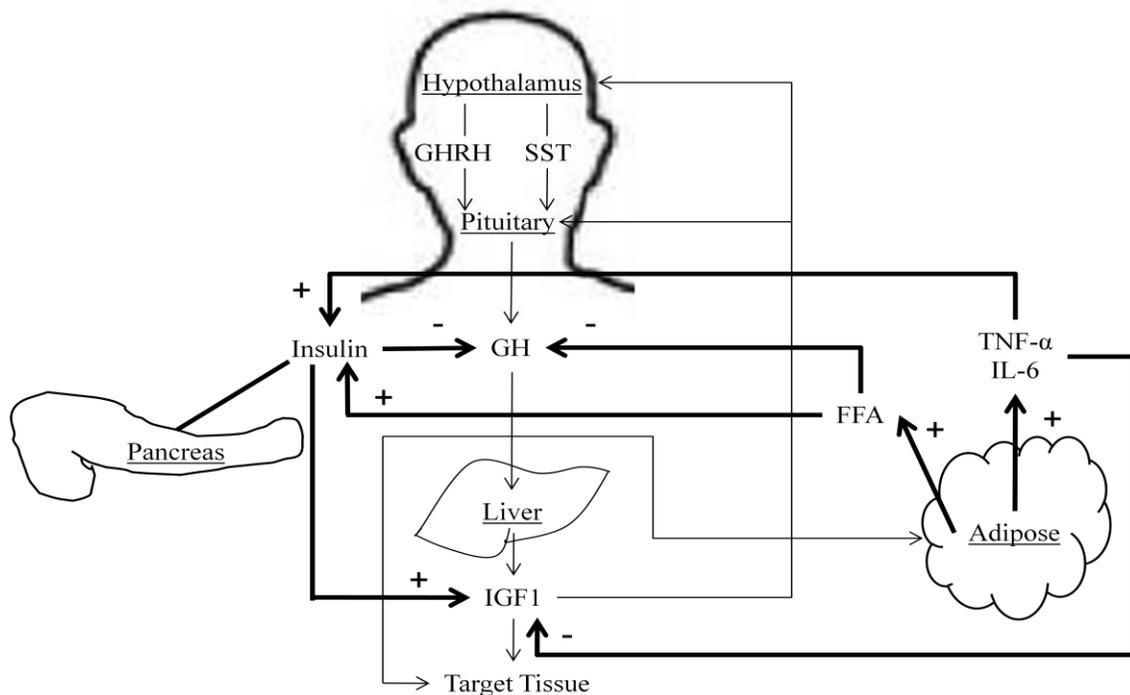 Hypothalamus
GHRH SST
Pituitary
+
- -
Insulin GH TNF-α
IL-6
+ FFA + +
Pancreas
Liver
Adipose
+
IGF1
-
Target Tissue